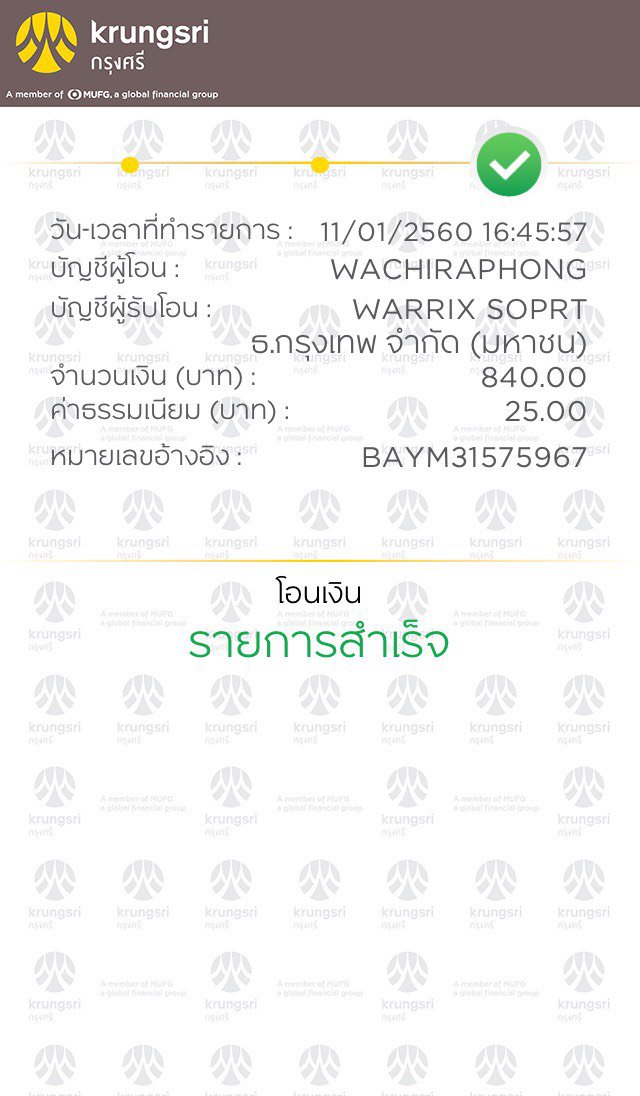 krungsri
กรุงศรี
A member of MUFG, a global financial group
วัน-เวลาที่ทำรายการ : 11/01/2560 16:45:57
บัญชีผู้โอน : WACHIRAPHONG
บัญชีผู้รับโอน : WARRIX SOPRT
ธ.กรุงเทพ จำกัด (มหาชน)
จำนวนเงิน (บาท) : 840.00
ค่าธรรมเนียม (บาท) : 25.00
หมายเลขอ้างอิง : BAYM31575967
โอนเงิน
รายการสำเร็จ